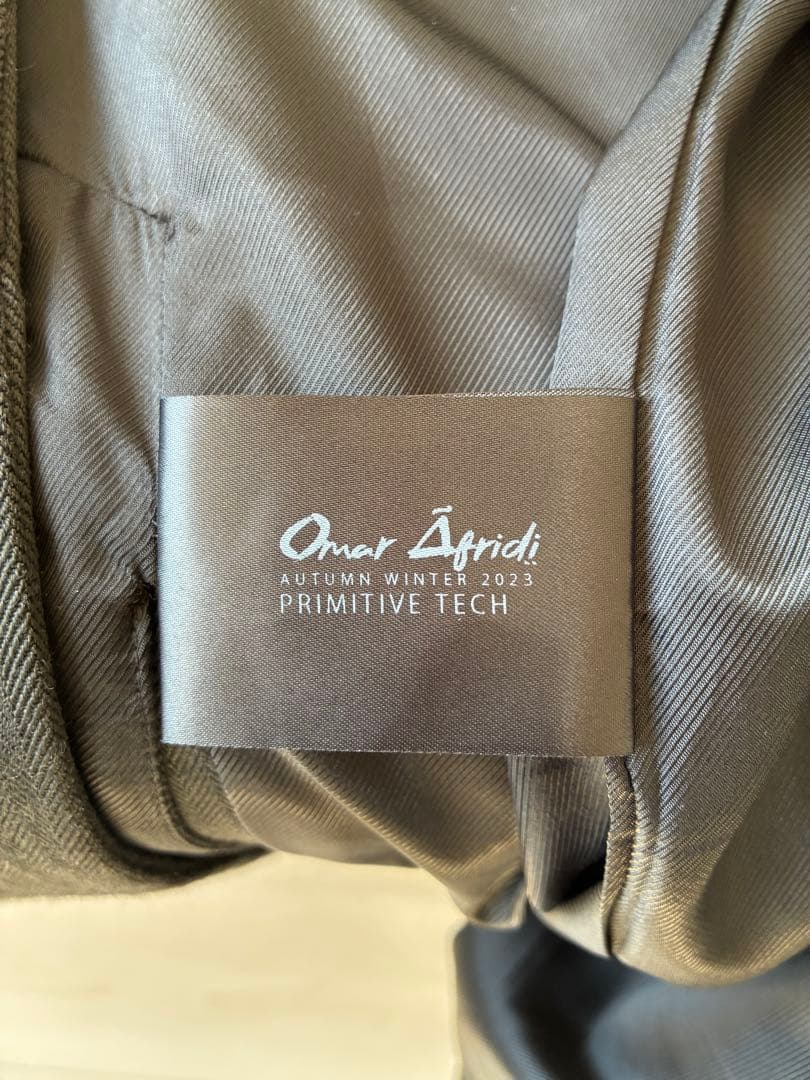 Omar Āfridi
AUTUMN WINTER 2023
PRIMITIVE TECH